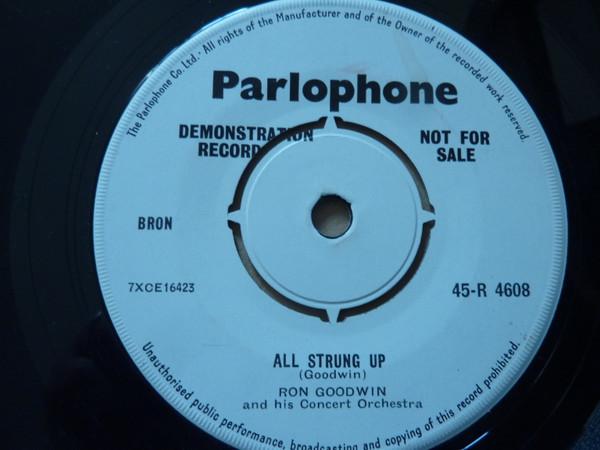 The Parlophone Co. Ltd · All rights of the Manufacturer and of the Owner of the recorded work reserved.
Parlophone
DEMONSTRATION
RECORD
NOT FOR
SALE
BRON
7XCE16423
45-R 4608
ALL STRUNG UP
(Goodwin)
RON GOODWIN
and his Concert Orchestra
Unauthorised public performance, broadcasting and copying of this record prohibited.